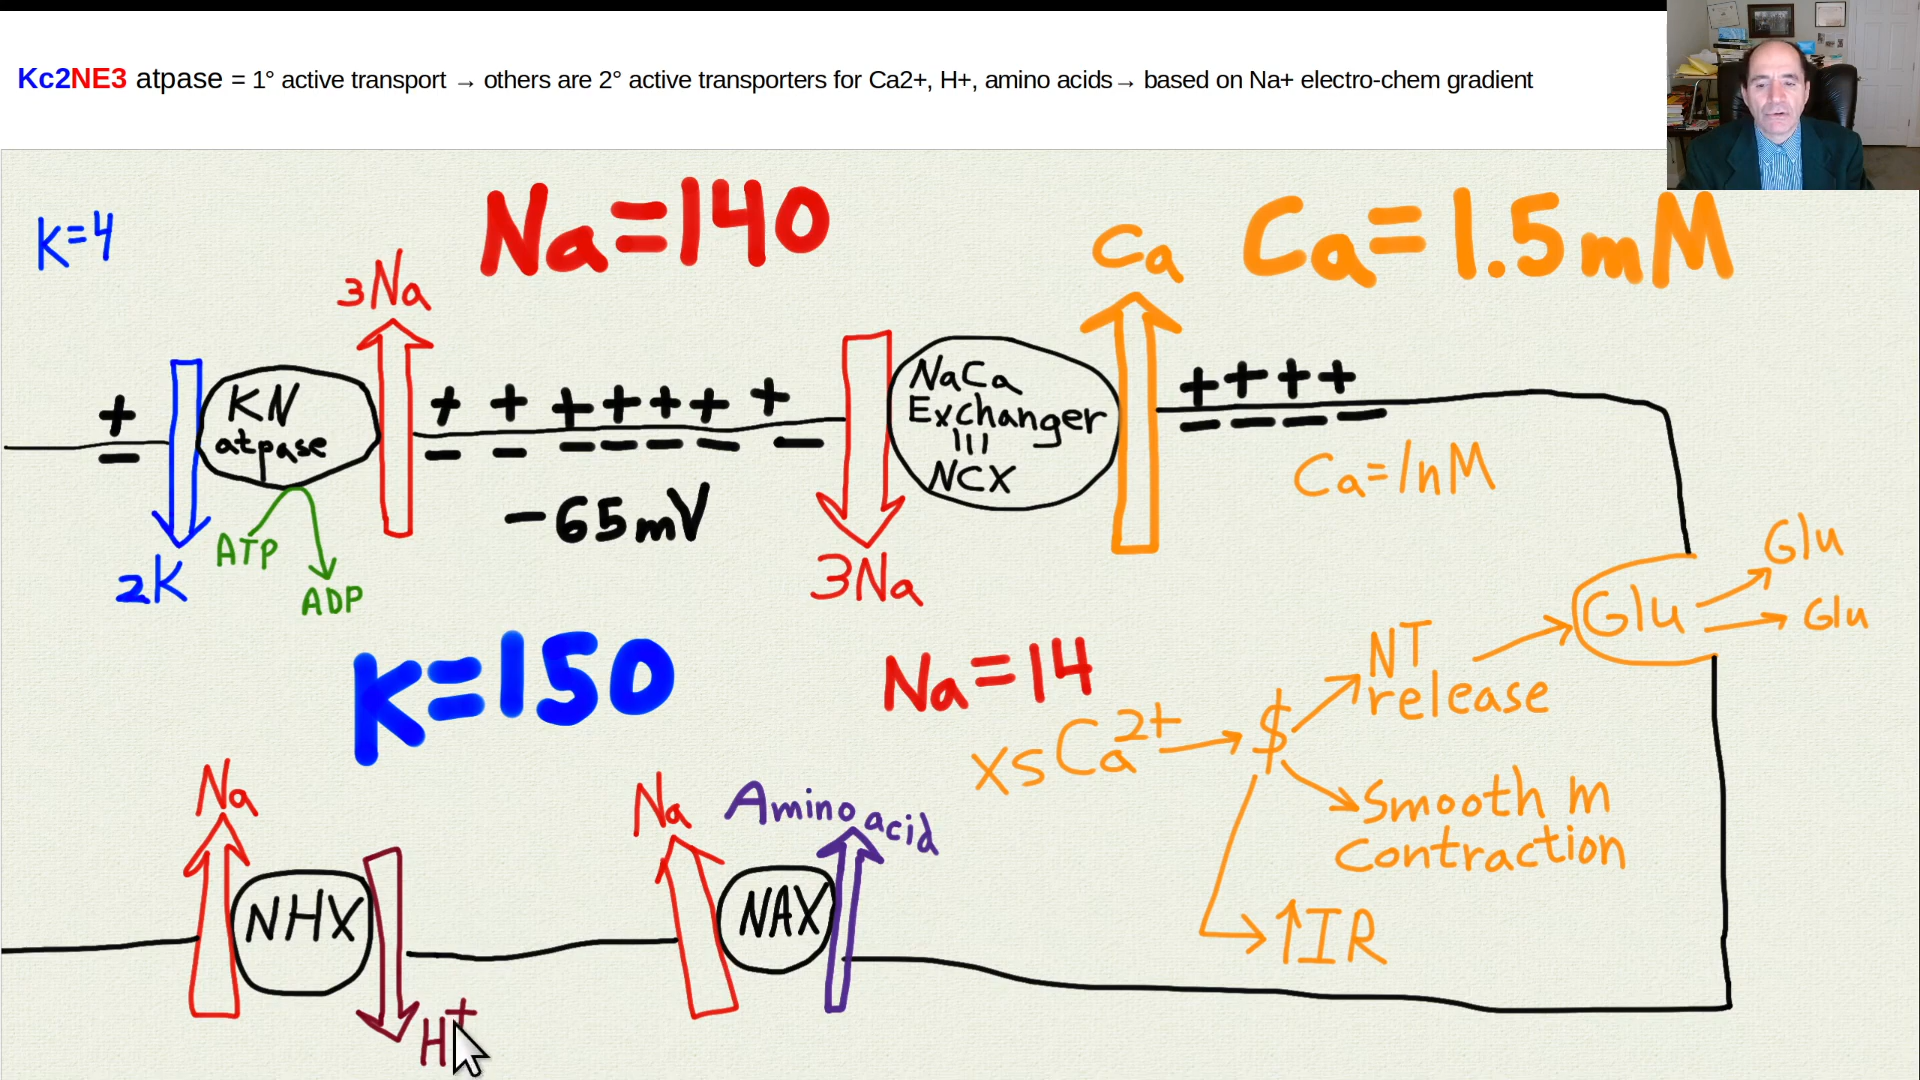 Kc2NE3 atpase = 1° active transport → others are 2° active transporters for Ca2+, H+, amino acids→ based on Na+ electro-chem gradient
K=4
Na=140
Ca
Ca=1.5mM
3Na
+
+ + + + + + +
+ + + +
KN
atpase
NaCa
Exchanger
III
NCX
−
− − − − − − −
− − − −
Ca=1nM
-65mV
ATP
ADP
2K
3Na
Glu
Glu
Glu
K=150
Na=14
NT
release
xs Ca2+ → $
Smooth m
contraction
↑IR
Na
Na
Amino acid
NHX
NAX
H+